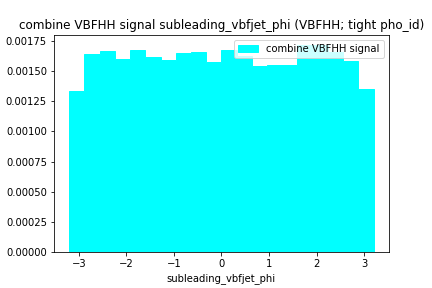 combine VBFHH signal subleading_vbfjet_phi (VBFHH; tight pho_id)
combine VBFHH signal
0.00175
0.00150
0.00125
0.00100
0.00075
0.00050
0.00025
0.00000
−3 −2 −1 0 1 2 3
subleading_vbfjet_phi